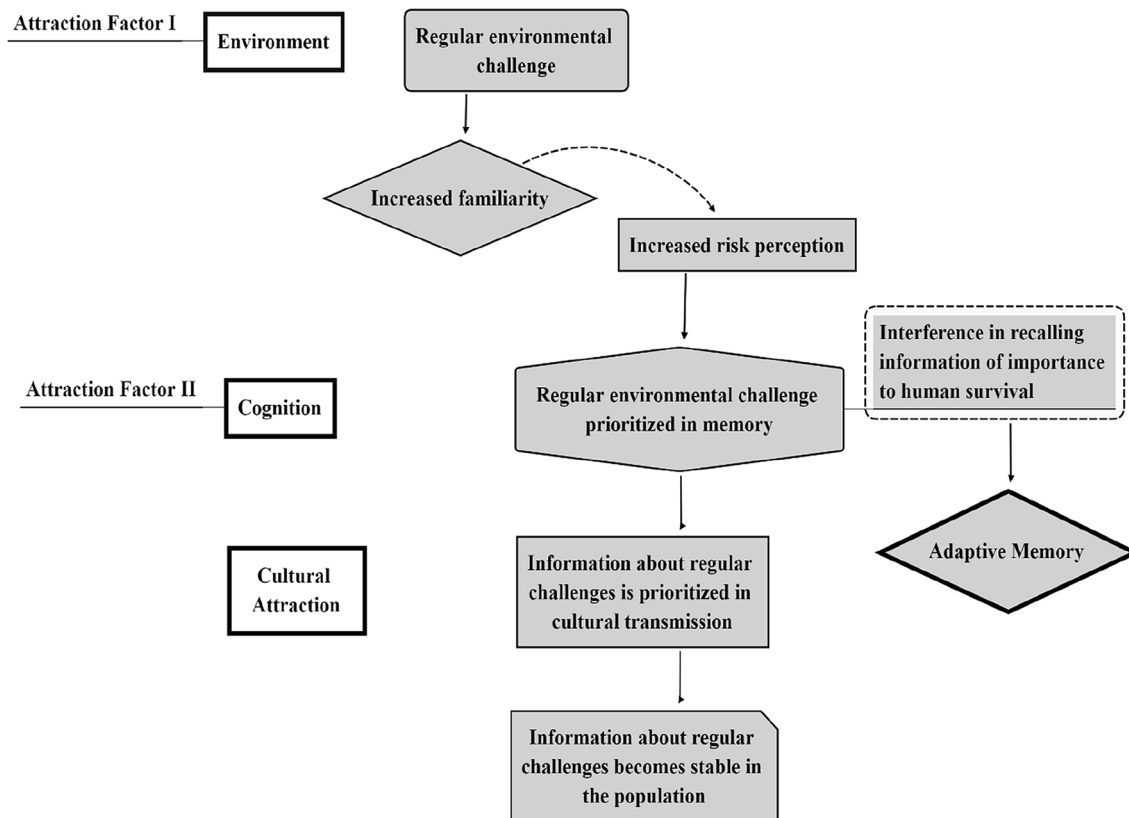 Attraction Factor I
Environment
Regular environmental
challenge
Increased familiarity
Increased risk perception
Interference in recalling
information of importance
to human survival
Attraction Factor II
Cognition
Regular environmental challenge
prioritized in memory
Adaptive Memory
Cultural
Attraction
Information about regular
challenges is prioritized in
cultural transmission
Information about regular
challenges becomes stable in
the population